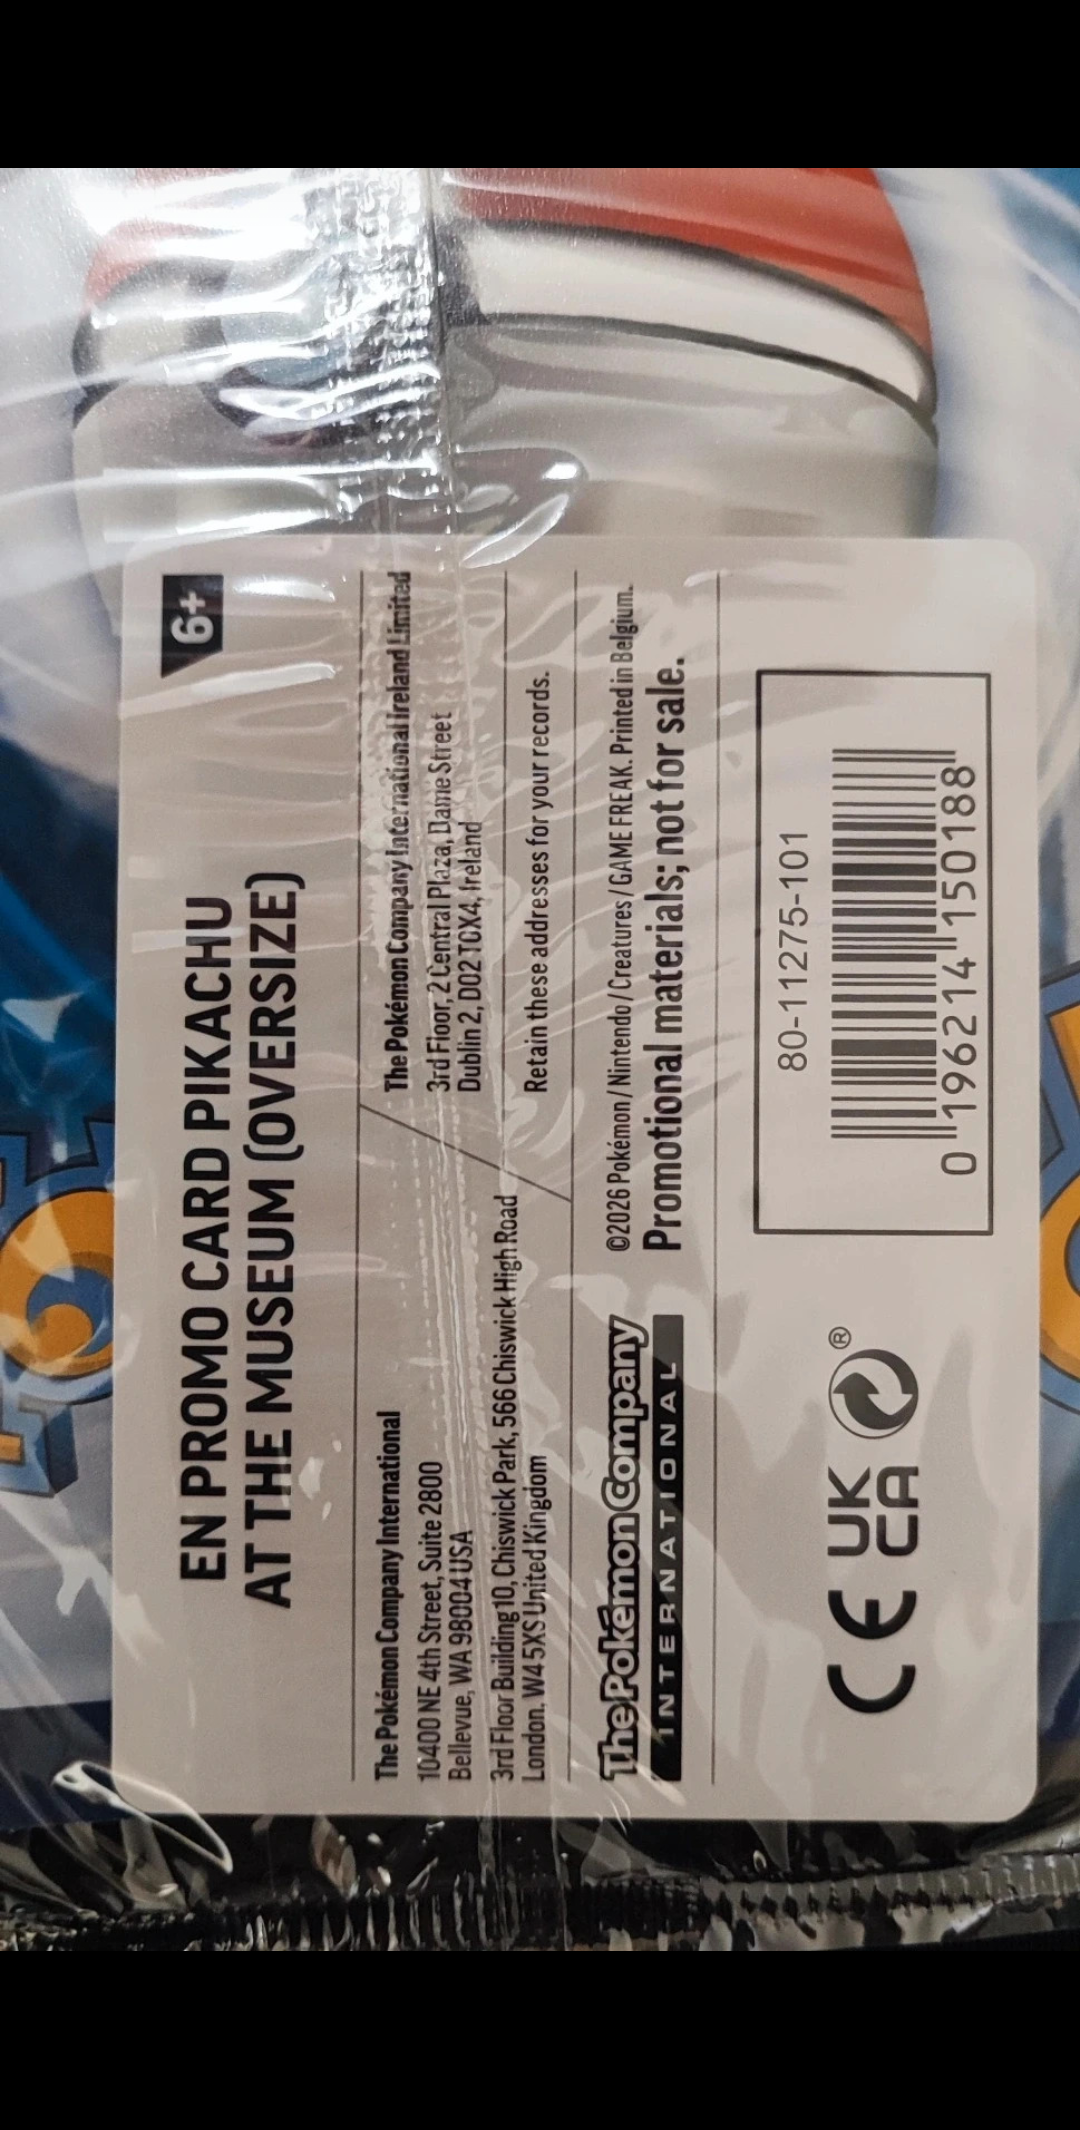 6+
EN PROMO CARD PIKACHU
AT THE MUSEUM (OVERSIZE)
The Pokémon Company International
10400 NE 4th Street, Suite 2800
Bellevue, WA 98004 USA
3rd Floor Building 10, Chiswick Park, 566 Chiswick High Road
London, W4 5XS United Kingdom
The Pokémon Company International Ireland Limited
3rd Floor, 2 Central Plaza, Dame Street
Dublin 2, D02 T0X4, Ireland
Retain these addresses for your records.
The Pokémon Company
INTERNATIONAL
©2026 Pokémon / Nintendo / Creatures / GAME FREAK. Printed in Belgium.
Promotional materials; not for sale.
CE UK
CA ®
80-11275-101
0 196214 150188